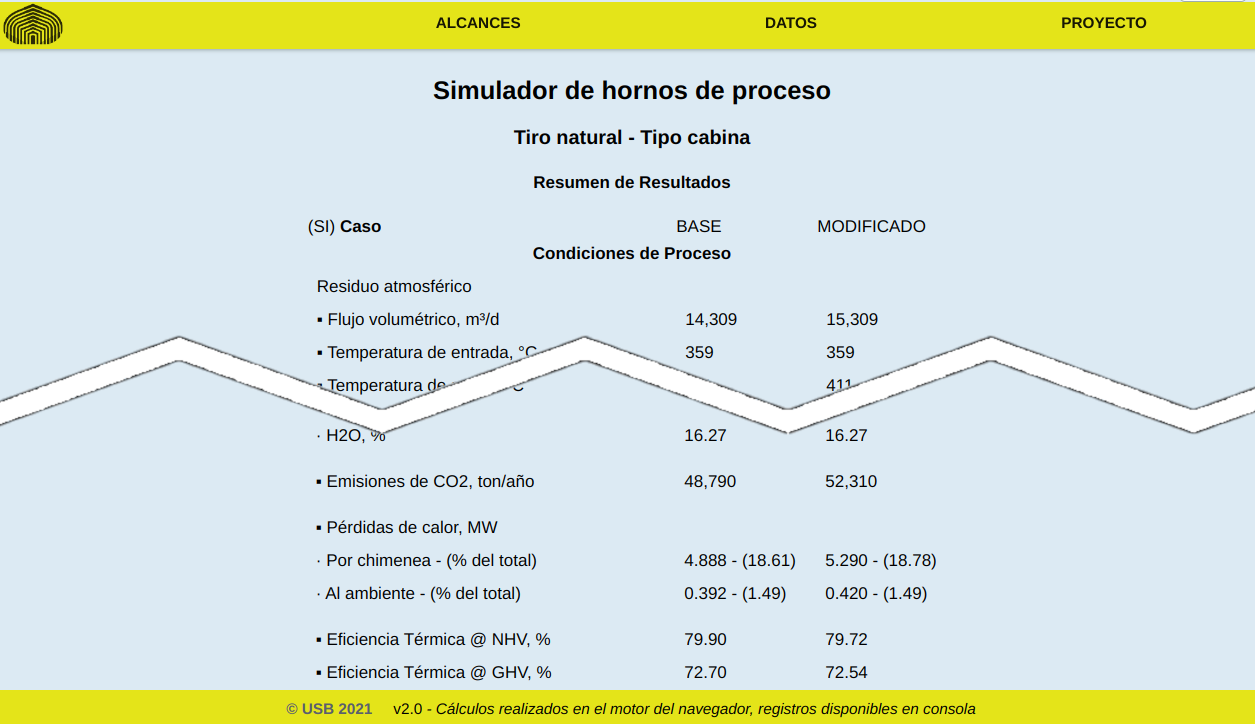 ALCANCES DATOS PROYECTO
Simulador de hornos de proceso
Tiro natural - Tipo cabina
Resumen de Resultados
(SI) Caso BASE MODIFICADO
Condiciones de Proceso
Residuo atmosférico
▪ Flujo volumétrico, m³/d 14,309 15,309
▪ Temperatura de entrada, °C 359 359
▪ Temperatura de 411
· H2O, % 16.27 16.27
▪ Emisiones de CO2, ton/año 48,790 52,310
▪ Pérdidas de calor, MW
· Por chimenea - (% del total) 4.888 - (18.61) 5.290 - (18.78)
· Al ambiente - (% del total) 0.392 - (1.49) 0.420 - (1.49)
▪ Eficiencia Térmica @ NHV, % 79.90 79.72
▪ Eficiencia Térmica @ GHV, % 72.70 72.54
© USB 2021 v2.0 - Cálculos realizados en el motor del navegador, registros disponibles en consola